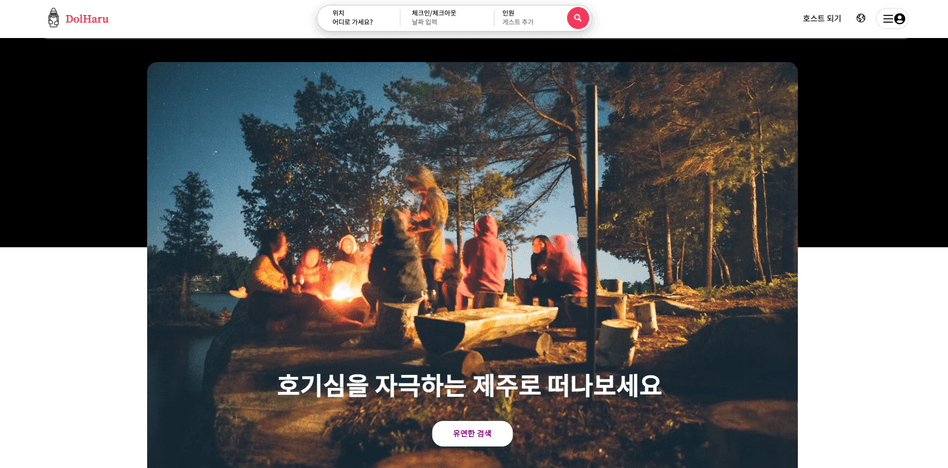 DolHaru
위치
어디로 가세요?
체크인/체크아웃
날짜 입력
인원
게스트 추가
호스트 되기
호기심을 자극하는 제주로 떠나보세요
유연한 검색